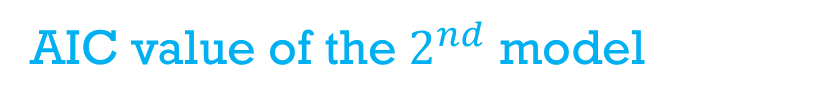 AIC value of the 2nd model